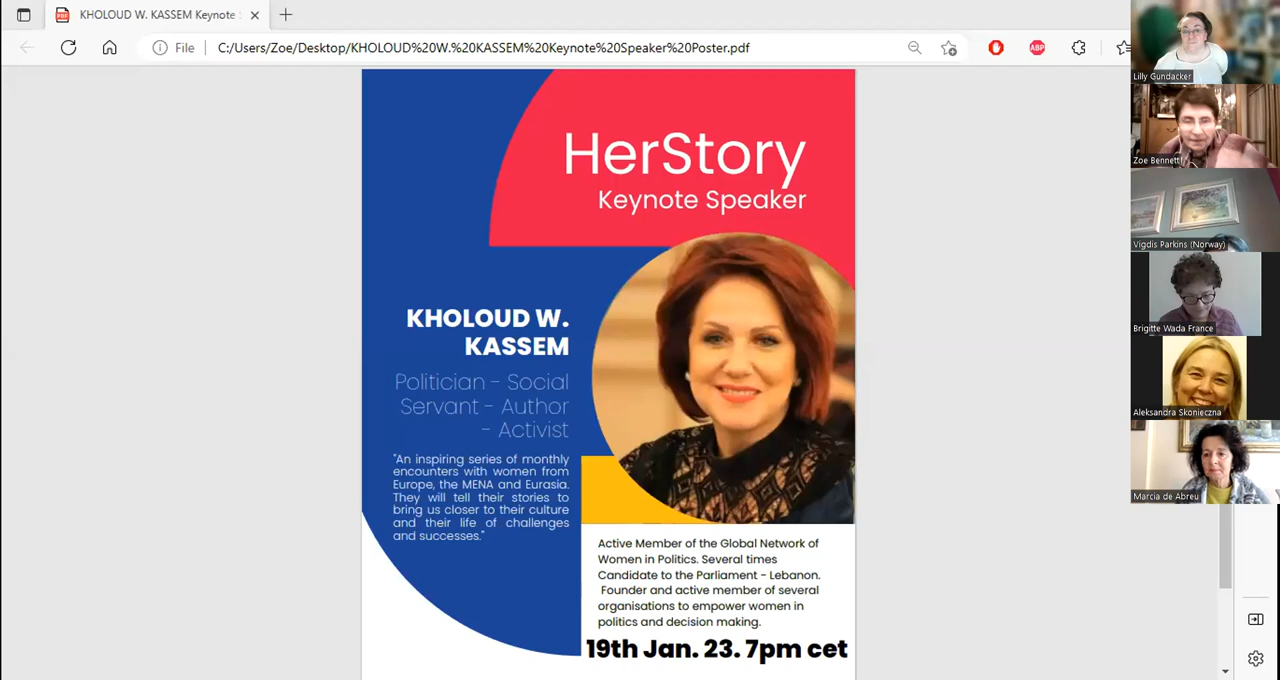 KHOLOUD W. KASSEM Keynote
File
C:/Users/Zoe/Desktop/KHOLOUD%20W.%20KASSEM%20Keynote%20Speaker%20Poster.pdf
PDF
ABP
HerStory
Keynote Speaker
KHOLOUD W.
KASSEM
Politician - Social
Servant - Author
- Activist
"An inspiring series of monthly
encounters with women from
Europe, the MENA and Eurasia.
They will tell their stories to
bring us closer to their culture
and their life of challenges
and successes."
Active Member of the Global Network of
Women in Politics. Several times
Candidate to the Parliament - Lebanon.
Founder and active member of several
organisations to empower women in
politics and decision making.
19th Jan. 23. 7pm cet
Lilly Gundacker
Zoe Bennett
Vigdis Parkins (Norway)
Brigitte Wada France
Aleksandra Skonieczna
Marcia de Abreu